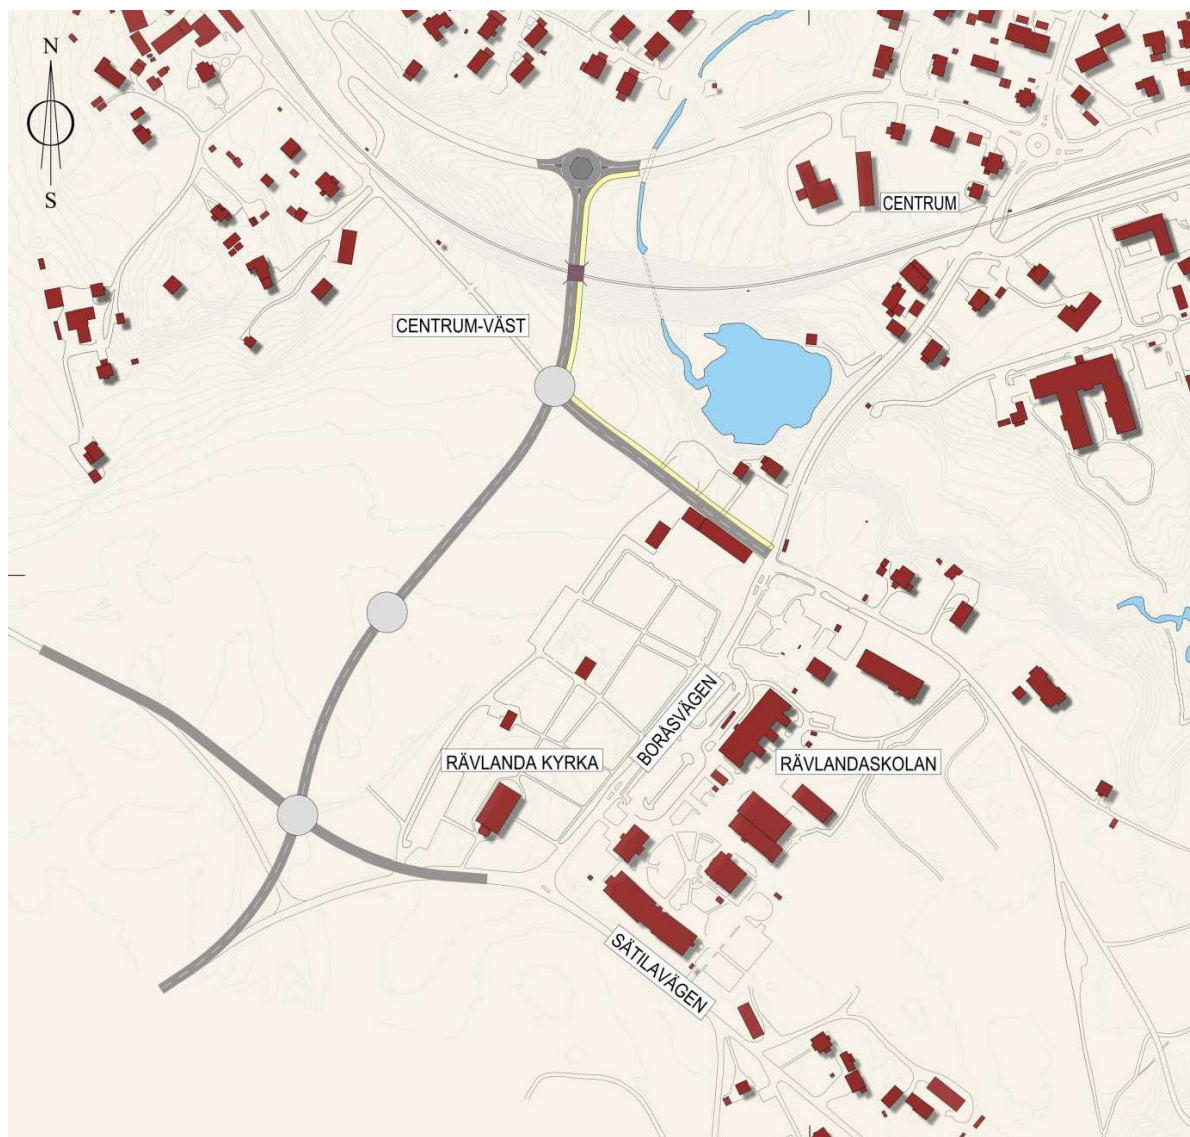 N
S
CENTRUM
CENTRUM-VÄST
BORÅSVÄGEN
RÄVLANDA KYRKA
RÄVLANDASKOLAN
SÄTILAVÄGEN